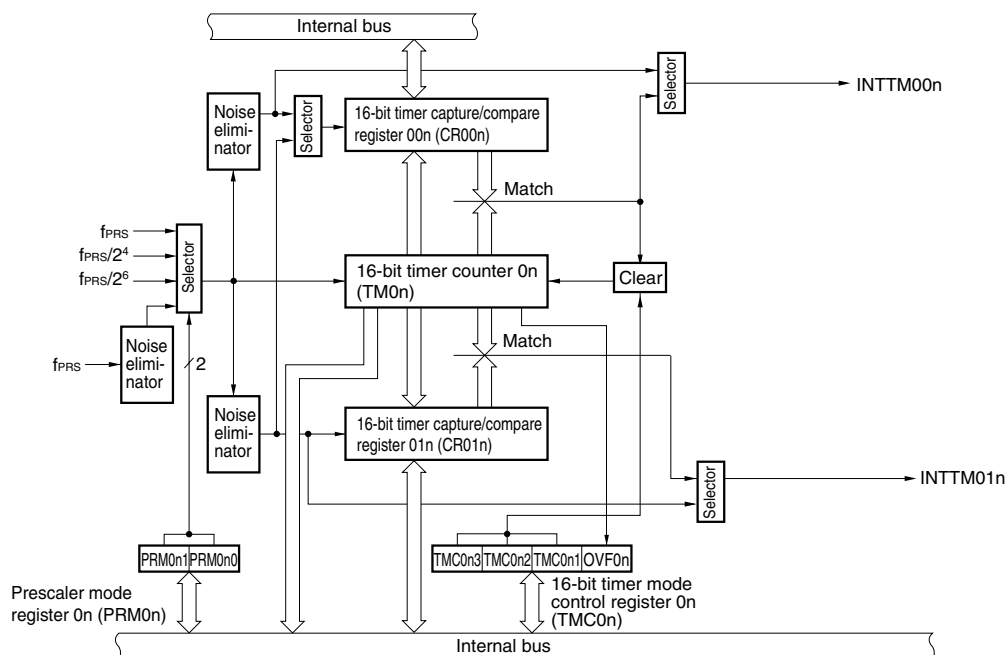 Internal bus
INTTM00n
Selector
Noise
elimi-
nator
Selector
16-bit timer capture/compare
register 00n (CR00n)
Match
fPRS
fPRS/2⁴
fPRS/2⁶
Selector
16-bit timer counter 0n
(TM0n)
Clear
fPRS
Noise
elimi-
nator
2
Match
Noise
elimi-
nator
16-bit timer capture/compare
register 01n (CR01n)
Selector
INTTM01n
PRM0n1 PRM0n0
TMC0n3 TMC0n2 TMC0n1 OVF0n
Prescaler mode
register 0n (PRM0n)
16-bit timer mode
control register 0n
(TMC0n)
Internal bus